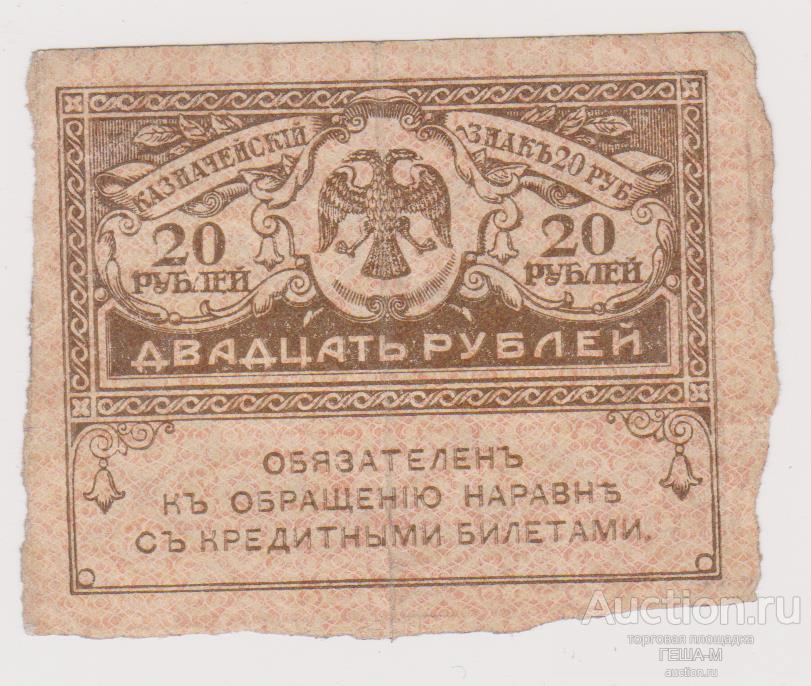 КАЗНАЧЕЙСКІЙ
ЗНАКЪ 20 РУБ
20
РУБЛЕЙ
20
РУБЛЕЙ
ДВАДЦАТЬ РУБЛЕЙ
ОБЯЗАТЕЛЕНЪ
КЪ ОБРАЩЕНІЮ НАРАВНѢ
СЪ КРЕДИТНЫМИ БИЛЕТАМИ.
Auction.ru
торговая площадка
ГЕША-М
auction.ru